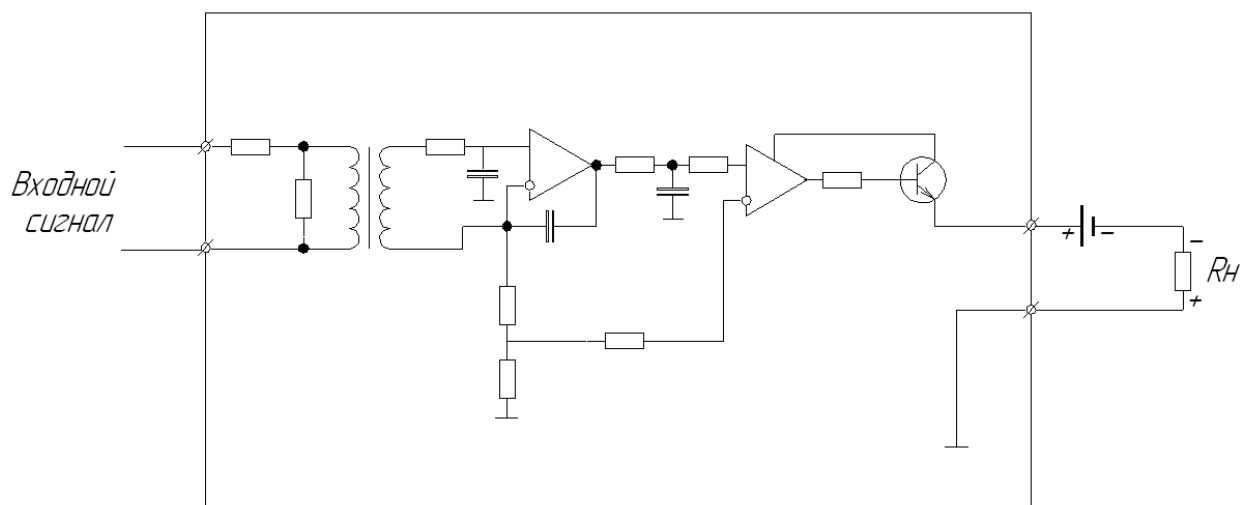 Входной
сигнал
+ -
-
Rн
+